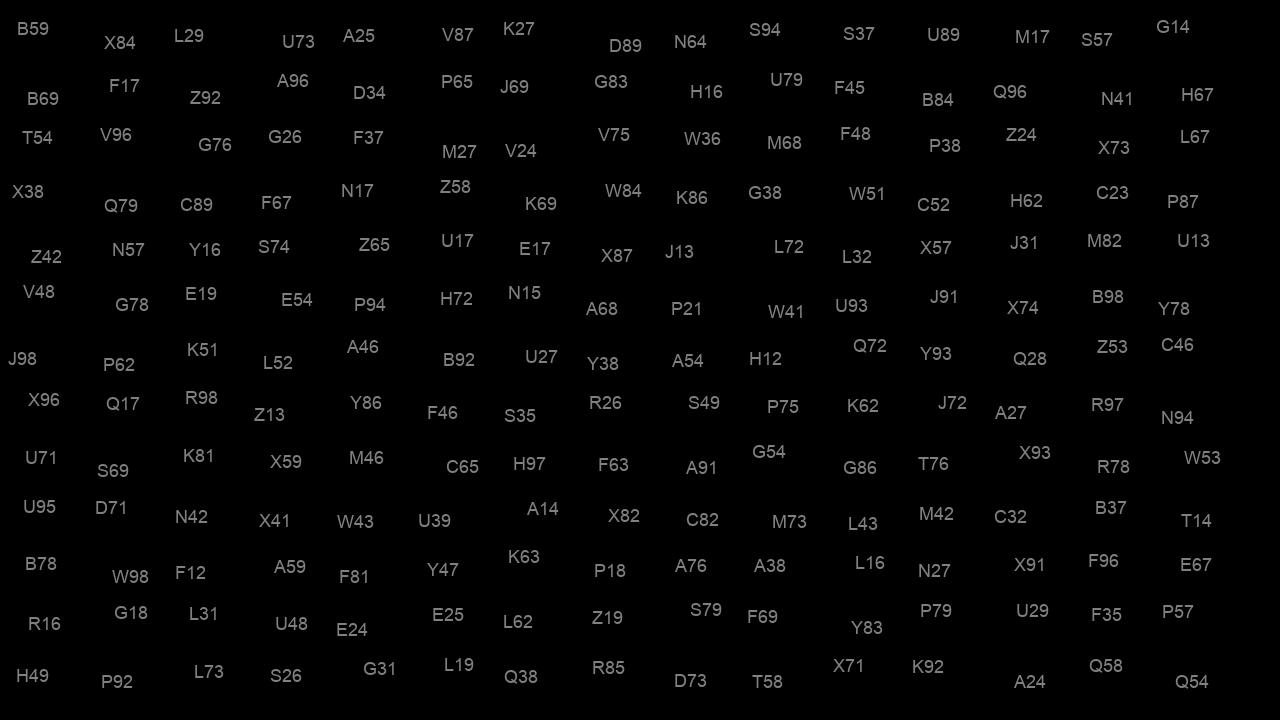 B59 X84 L29 U73 A25 V87 K27 D89 N64 S94 S37 U89 M17 S57 G14
B69 F17 Z92 A96 D34 P65 J69 G83 H16 U79 F45 B84 Q96 N41 H67
T54 V96 G76 G26 F37 M27 V24 V75 W36 M68 F48 P38 Z24 X73 L67
X38 Q79 C89 F67 N17 Z58 K69 W84 K86 G38 W51 C52 H62 C23 P87
Z42 N57 Y16 S74 Z65 U17 E17 X87 J13 L72 L32 X57 J31 M82 U13
V48 G78 E19 E54 P94 H72 N15 A68 P21 W41 U93 J91 X74 B98 Y78
J98 P62 K51 L52 A46 B92 U27 Y38 A54 H12 Q72 Y93 Q28 Z53 C46
X96 Q17 R98 Z13 Y86 F46 S35 R26 S49 P75 K62 J72 A27 R97 N94
U71 S69 K81 X59 M46 C65 H97 F63 A91 G54 G86 T76 X93 R78 W53
U95 D71 N42 X41 W43 U39 A14 X82 C82 M73 L43 M42 C32 B37 T14
B78 W98 F12 A59 F81 Y47 K63 P18 A76 A38 L16 N27 X91 F96 E67
R16 G18 L31 U48 E24 E25 L62 Z19 S79 F69 Y83 P79 U29 F35 P57
H49 P92 L73 S26 G31 L19 Q38 R85 D73 T58 X71 K92 A24 Q58 Q54